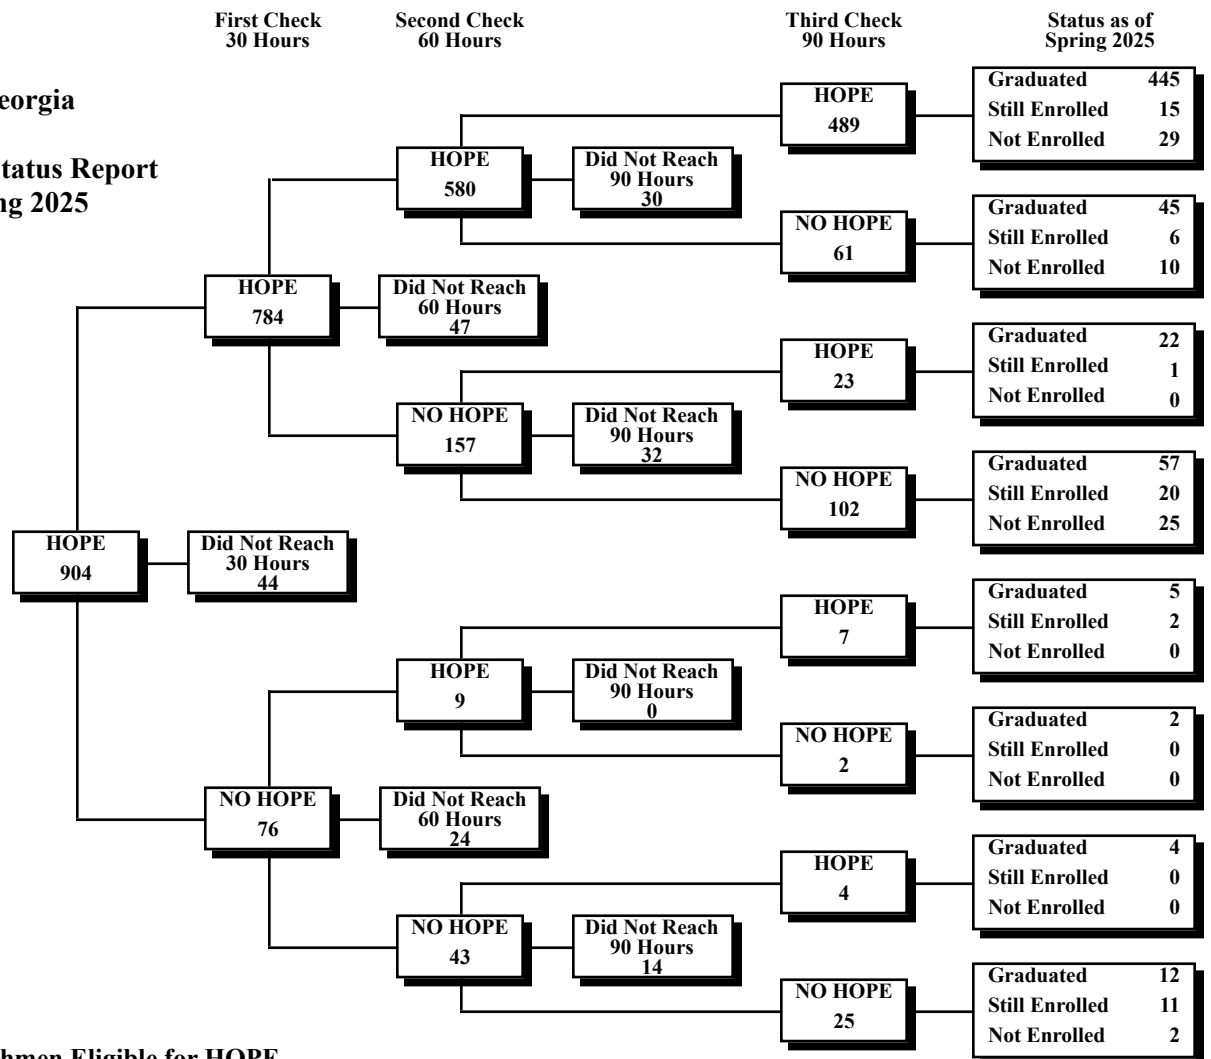 First Check
30 Hours
Second Check
60 Hours
Third Check
90 Hours
Status as of
Spring 2025
eorgia
tatus Report
ng 2025
HOPE
904
Did Not Reach
30 Hours
44
HOPE
784
Did Not Reach
60 Hours
47
NO HOPE
76
Did Not Reach
60 Hours
24
HOPE
580
Did Not Reach
90 Hours
30
NO HOPE
157
Did Not Reach
90 Hours
32
HOPE
9
Did Not Reach
90 Hours
0
NO HOPE
43
Did Not Reach
90 Hours
14
HOPE
489
Graduated 445
Still Enrolled 15
Not Enrolled 29
NO HOPE
61
Graduated 45
Still Enrolled 6
Not Enrolled 10
HOPE
23
Graduated 22
Still Enrolled 1
Not Enrolled 0
NO HOPE
102
Graduated 57
Still Enrolled 20
Not Enrolled 25
HOPE
7
Graduated 5
Still Enrolled 2
Not Enrolled 0
NO HOPE
2
Graduated 2
Still Enrolled 0
Not Enrolled 0
HOPE
4
Graduated 4
Still Enrolled 0
Not Enrolled 0
NO HOPE
25
Graduated 12
Still Enrolled 11
Not Enrolled 2
hmen Eligible for HOPE